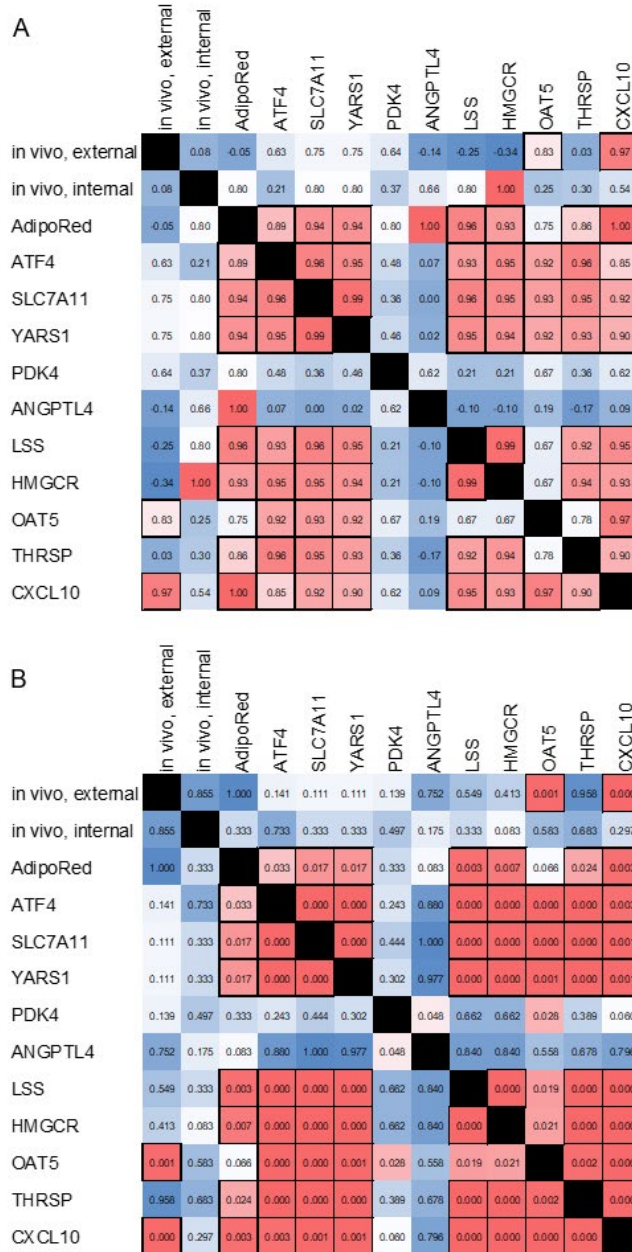 A
in vivo, external
in vivo, internal
AdipoRed
ATF4
SLC7A11
YARS1
PDK4
ANGPTL4
LSS
HMGCR
OAT5
THRSP
CXCL10
in vivo, external 0.08 -0.05 0.63 0.75 0.75 0.64 -0.14 -0.25 -0.34 0.83 0.03 0.97
in vivo, internal 0.08 0.80 0.21 0.80 0.80 0.37 0.66 0.80 1.00 0.25 0.30 0.54
AdipoRed -0.05 0.80 0.89 0.94 0.94 0.80 1.00 0.96 0.93 0.75 0.86 1.00
ATF4 0.63 0.21 0.89 0.96 0.95 0.48 0.07 0.93 0.95 0.92 0.96 0.85
SLC7A11 0.75 0.80 0.94 0.96 0.99 0.36 0.00 0.96 0.95 0.93 0.95 0.92
YARS1 0.75 0.80 0.94 0.95 0.99 0.46 0.02 0.95 0.94 0.92 0.93 0.90
PDK4 0.64 0.37 0.80 0.48 0.36 0.46 0.62 0.21 0.21 0.67 0.36 0.62
ANGPTL4 -0.14 0.66 1.00 0.07 0.00 0.02 0.62 -0.10 -0.10 0.19 -0.17 0.09
LSS -0.25 0.80 0.96 0.93 0.96 0.95 0.21 -0.10 0.99 0.67 0.92 0.95
HMGCR -0.34 1.00 0.93 0.95 0.95 0.94 0.21 -0.10 0.99 0.67 0.94 0.93
OAT5 0.83 0.25 0.75 0.92 0.93 0.92 0.67 0.19 0.67 0.67 0.78 0.97
THRSP 0.03 0.30 0.86 0.96 0.95 0.93 0.36 -0.17 0.92 0.94 0.78 0.90
CXCL10 0.97 0.54 1.00 0.85 0.92 0.90 0.62 0.09 0.95 0.93 0.97 0.90
B
in vivo, external
in vivo, internal
AdipoRed
ATF4
SLC7A11
YARS1
PDK4
ANGPTL4
LSS
HMGCR
OAT5
THRSP
CXCL10
in vivo, external 0.855 1.000 0.141 0.111 0.111 0.139 0.752 0.549 0.413 0.001 0.958 0.000
in vivo, internal 0.855 0.333 0.733 0.333 0.333 0.497 0.175 0.333 0.083 0.583 0.683 0.297
AdipoRed 1.000 0.333 0.033 0.017 0.017 0.333 0.083 0.003 0.007 0.066 0.024 0.003
ATF4 0.141 0.733 0.033 0.000 0.000 0.243 0.880 0.000 0.000 0.000 0.000 0.003
SLC7A11 0.111 0.333 0.017 0.000 0.000 0.444 1.000 0.000 0.000 0.000 0.000 0.001
YARS1 0.111 0.333 0.017 0.000 0.000 0.302 0.977 0.000 0.000 0.001 0.000 0.001
PDK4 0.139 0.497 0.333 0.243 0.444 0.302 0.048 0.662 0.662 0.028 0.389 0.060
ANGPTL4 0.752 0.175 0.083 0.880 1.000 0.977 0.048 0.840 0.840 0.558 0.678 0.796
LSS 0.549 0.333 0.003 0.000 0.000 0.000 0.662 0.840 0.000 0.019 0.000 0.000
HMGCR 0.413 0.083 0.007 0.000 0.000 0.000 0.662 0.840 0.000 0.021 0.000 0.000
OAT5 0.001 0.583 0.066 0.000 0.000 0.001 0.028 0.558 0.019 0.021 0.002 0.000
THRSP 0.958 0.683 0.024 0.000 0.000 0.000 0.389 0.678 0.000 0.000 0.002 0.000
CXCL10 0.000 0.297 0.003 0.003 0.001 0.001 0.060 0.796 0.000 0.000 0.000 0.000